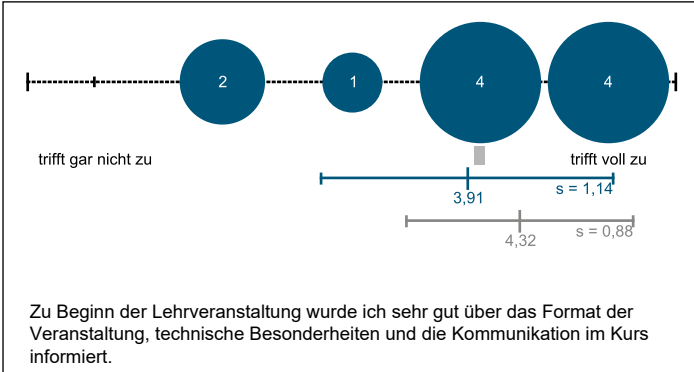 2 1 4 4
trifft gar nicht zu trifft voll zu
3,91 s = 1,14
4,32 s = 0,88
Zu Beginn der Lehrveranstaltung wurde ich sehr gut über das Format der
Veranstaltung, technische Besonderheiten und die Kommunikation im Kurs
informiert.